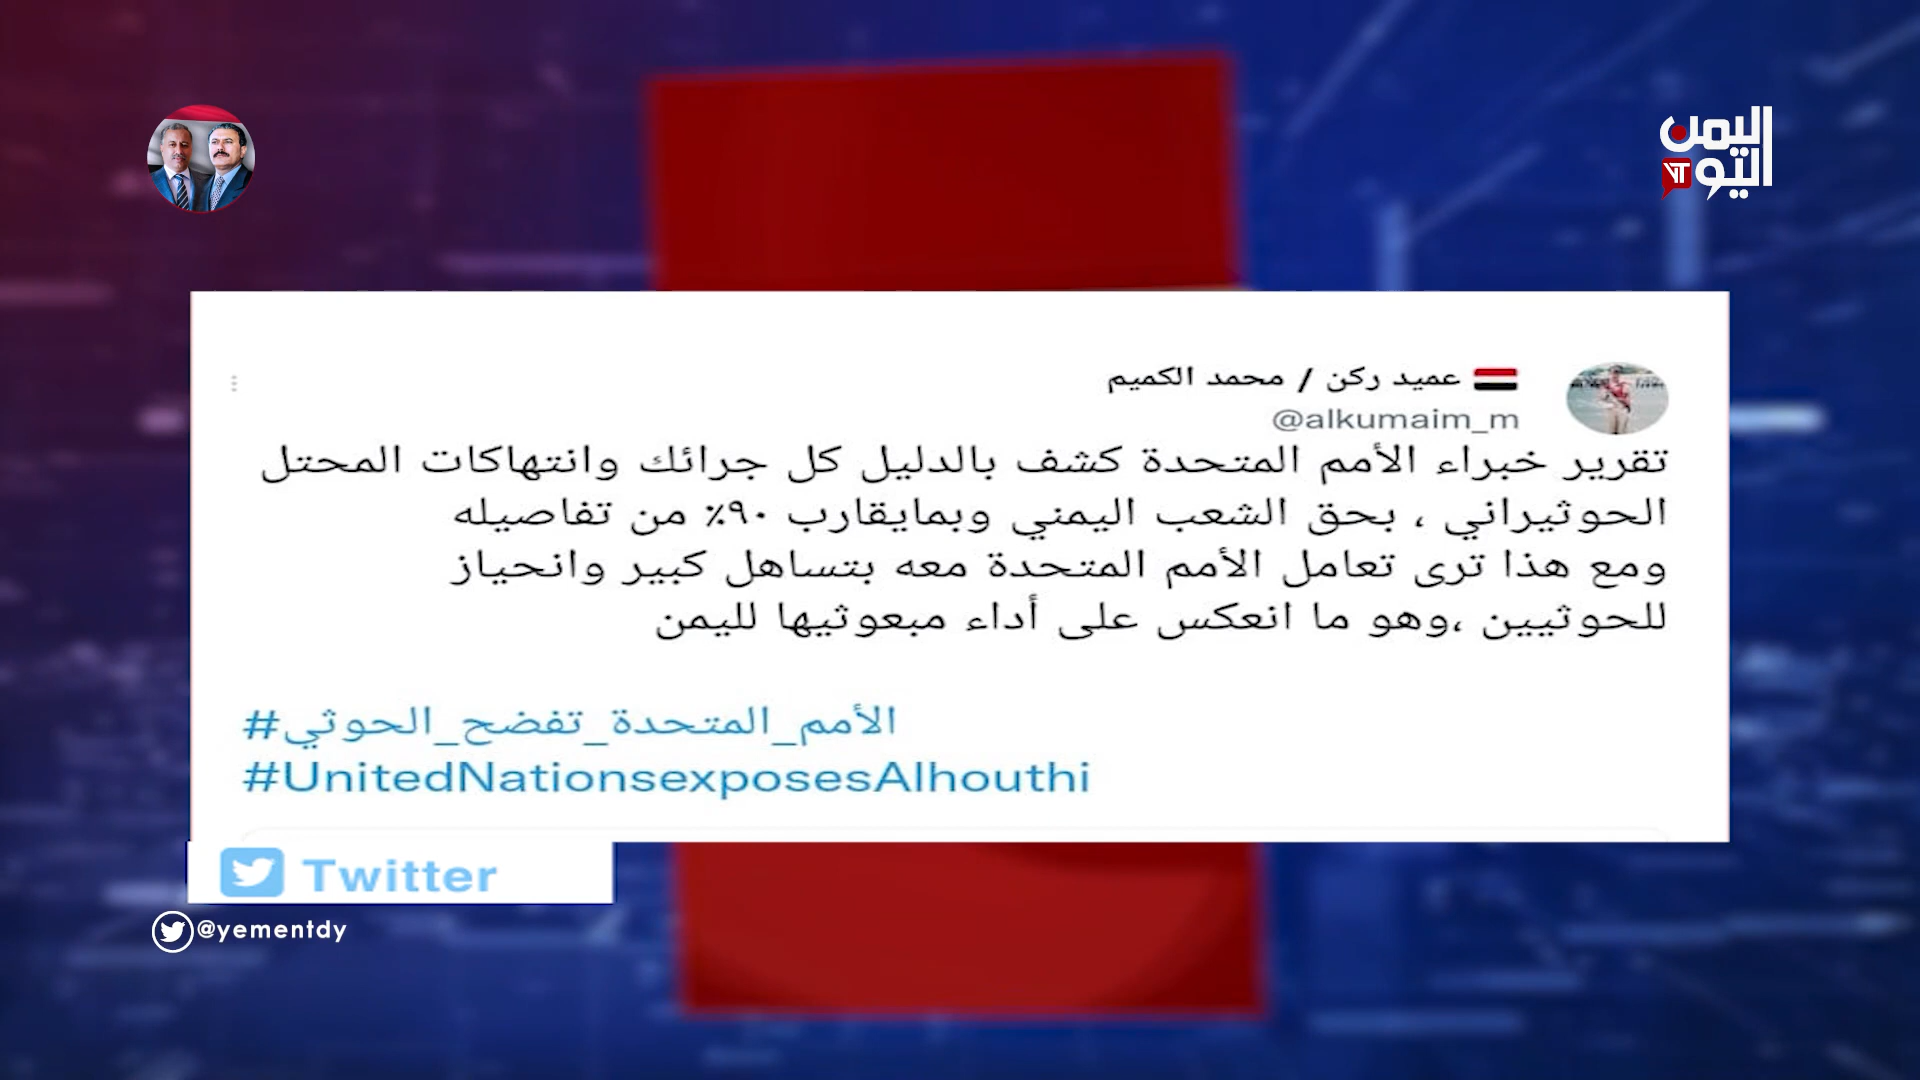 اليمن
اليوم
YT
عميد ركن / محمد الكميم
@alkumaim_m
تقرير خبراء الأمم المتحدة كشف بالدليل كل جرائك وانتهاكات المحتل
الحوثيراني ، بحق الشعب اليمني وبمايقارب ٩٠٪ من تفاصيله
ومع هذا ترى تعامل الأمم المتحدة معه بتساهل كبير وانحياز
للحوثيين ،وهو ما انعكس على أداء مبعوثيها لليمن
#الأمم_المتحدة_تفضح_الحوثي
#UnitedNationsexposesAlhouthi
Twitter
@yementdy